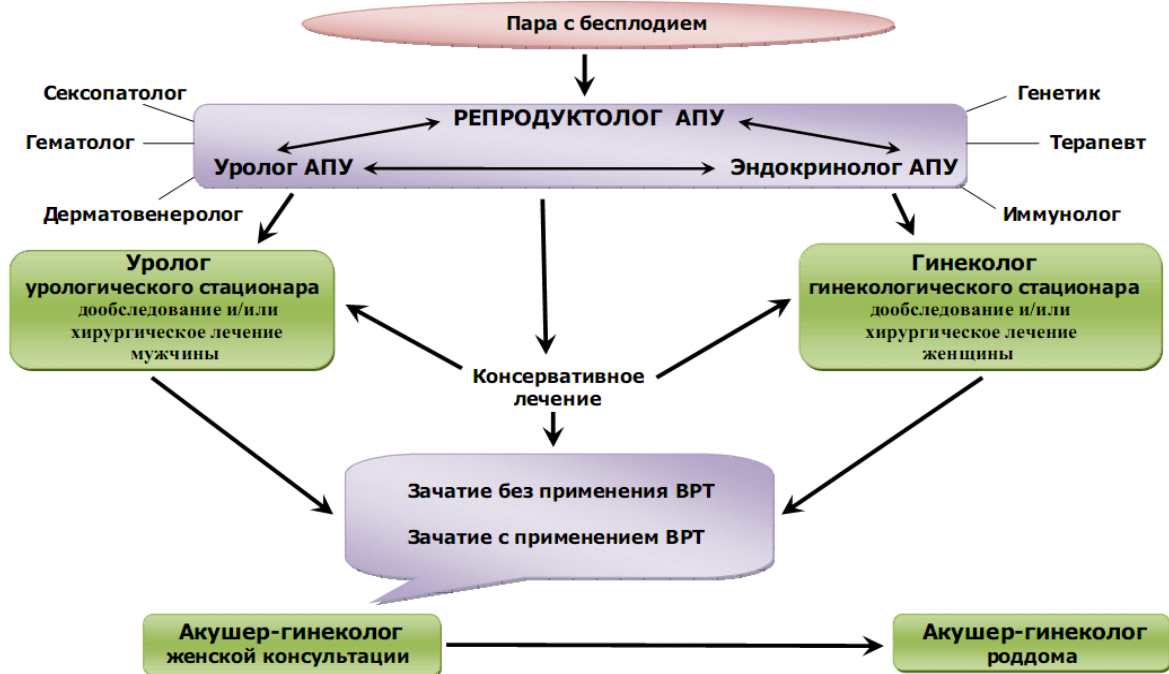 Пара с бесплодием
Сексопатолог
Гематолог
Дерматовенеролог
РЕПРОДУКТОЛОГ АПУ
Уролог АПУ
Эндокринолог АПУ
Генетик
Терапевт
Иммунолог
Уролог
урологического стационара
дообследование и/или
хирургическое лечение
мужчины
Гинеколог
гинекологического стационара
дообследование и/или
хирургическое лечение
женщины
Консервативное
лечение
Зачатие без применения ВРТ
Зачатие с применением ВРТ
Акушер-гинеколог
женской консультации
Акушер-гинеколог
роддома